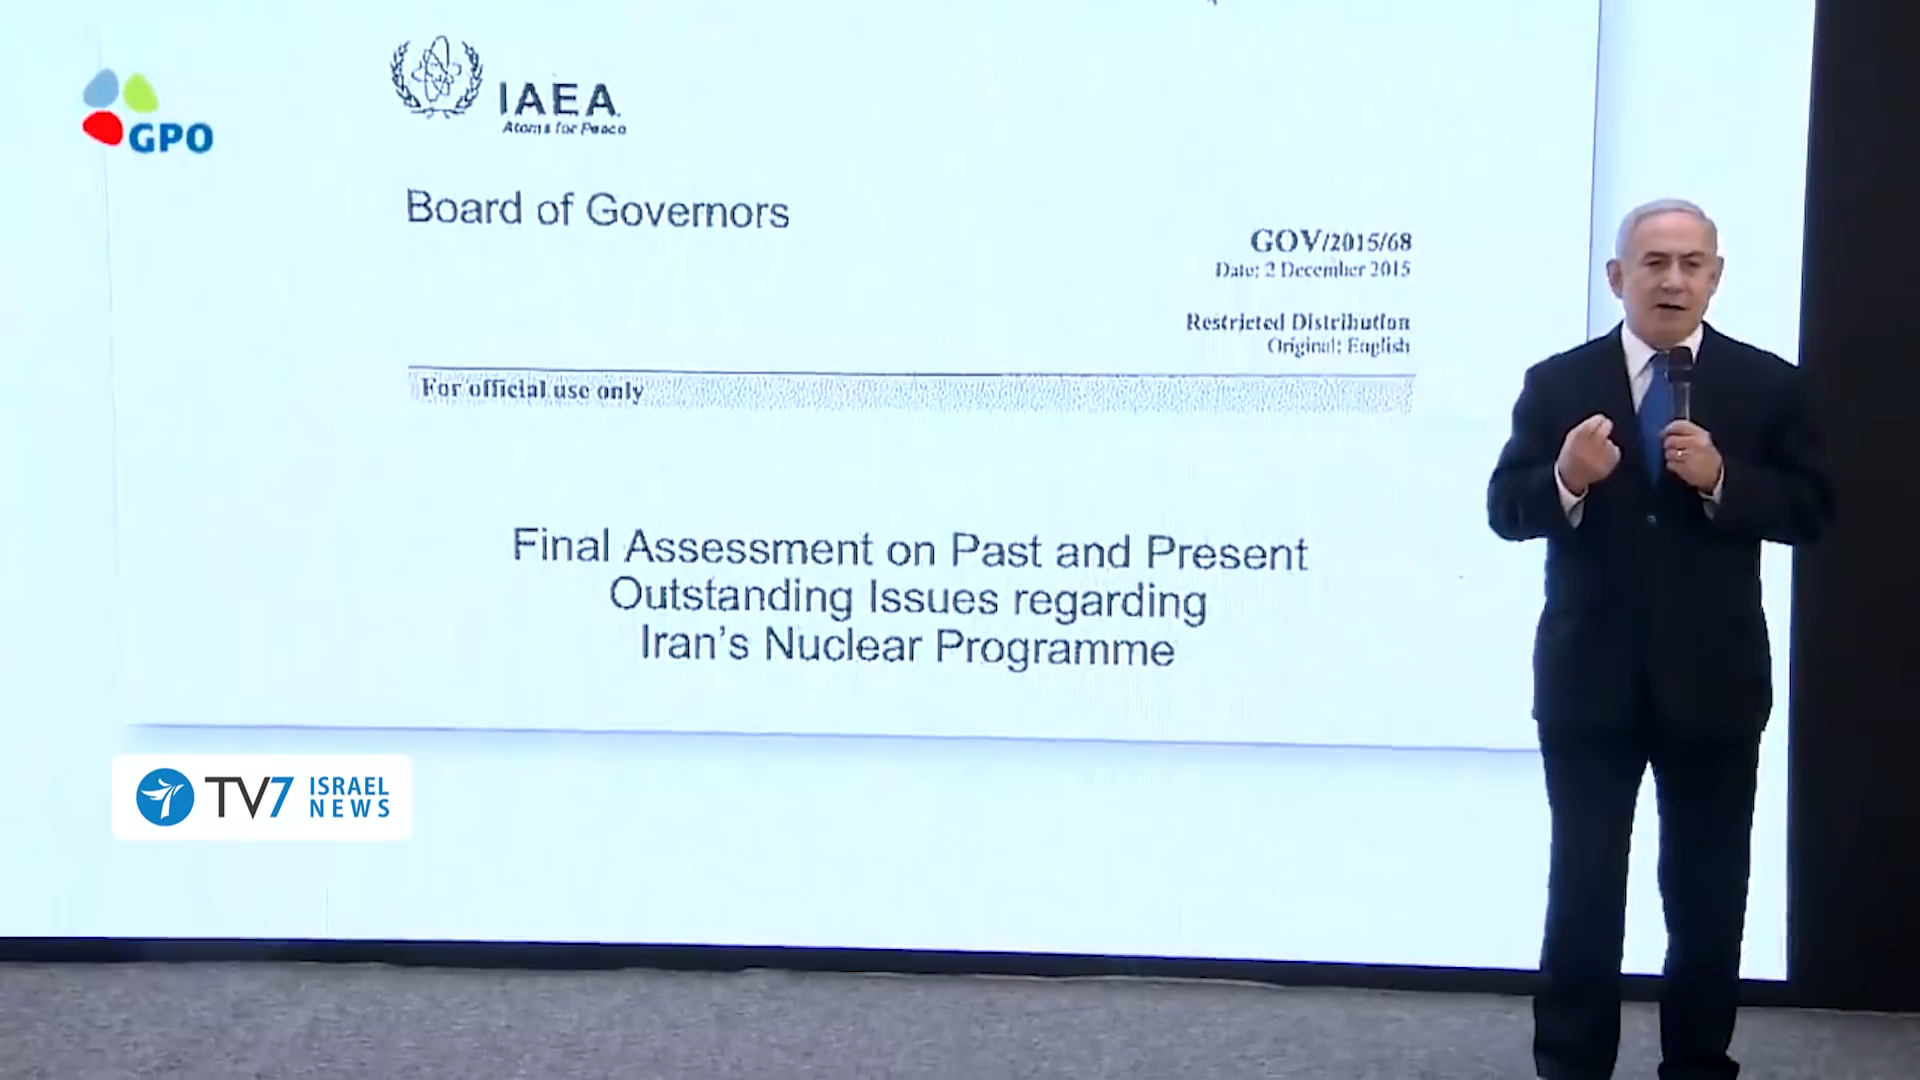 GPO
IAEA
Atoms for Peace
Board of Governors
GOV/2015/68
Date: 2 December 2015
Restricted Distribution
Original: English
For official use only
Final Assessment on Past and Present
Outstanding Issues regarding
Iran's Nuclear Programme
TV7 ISRAEL
NEWS